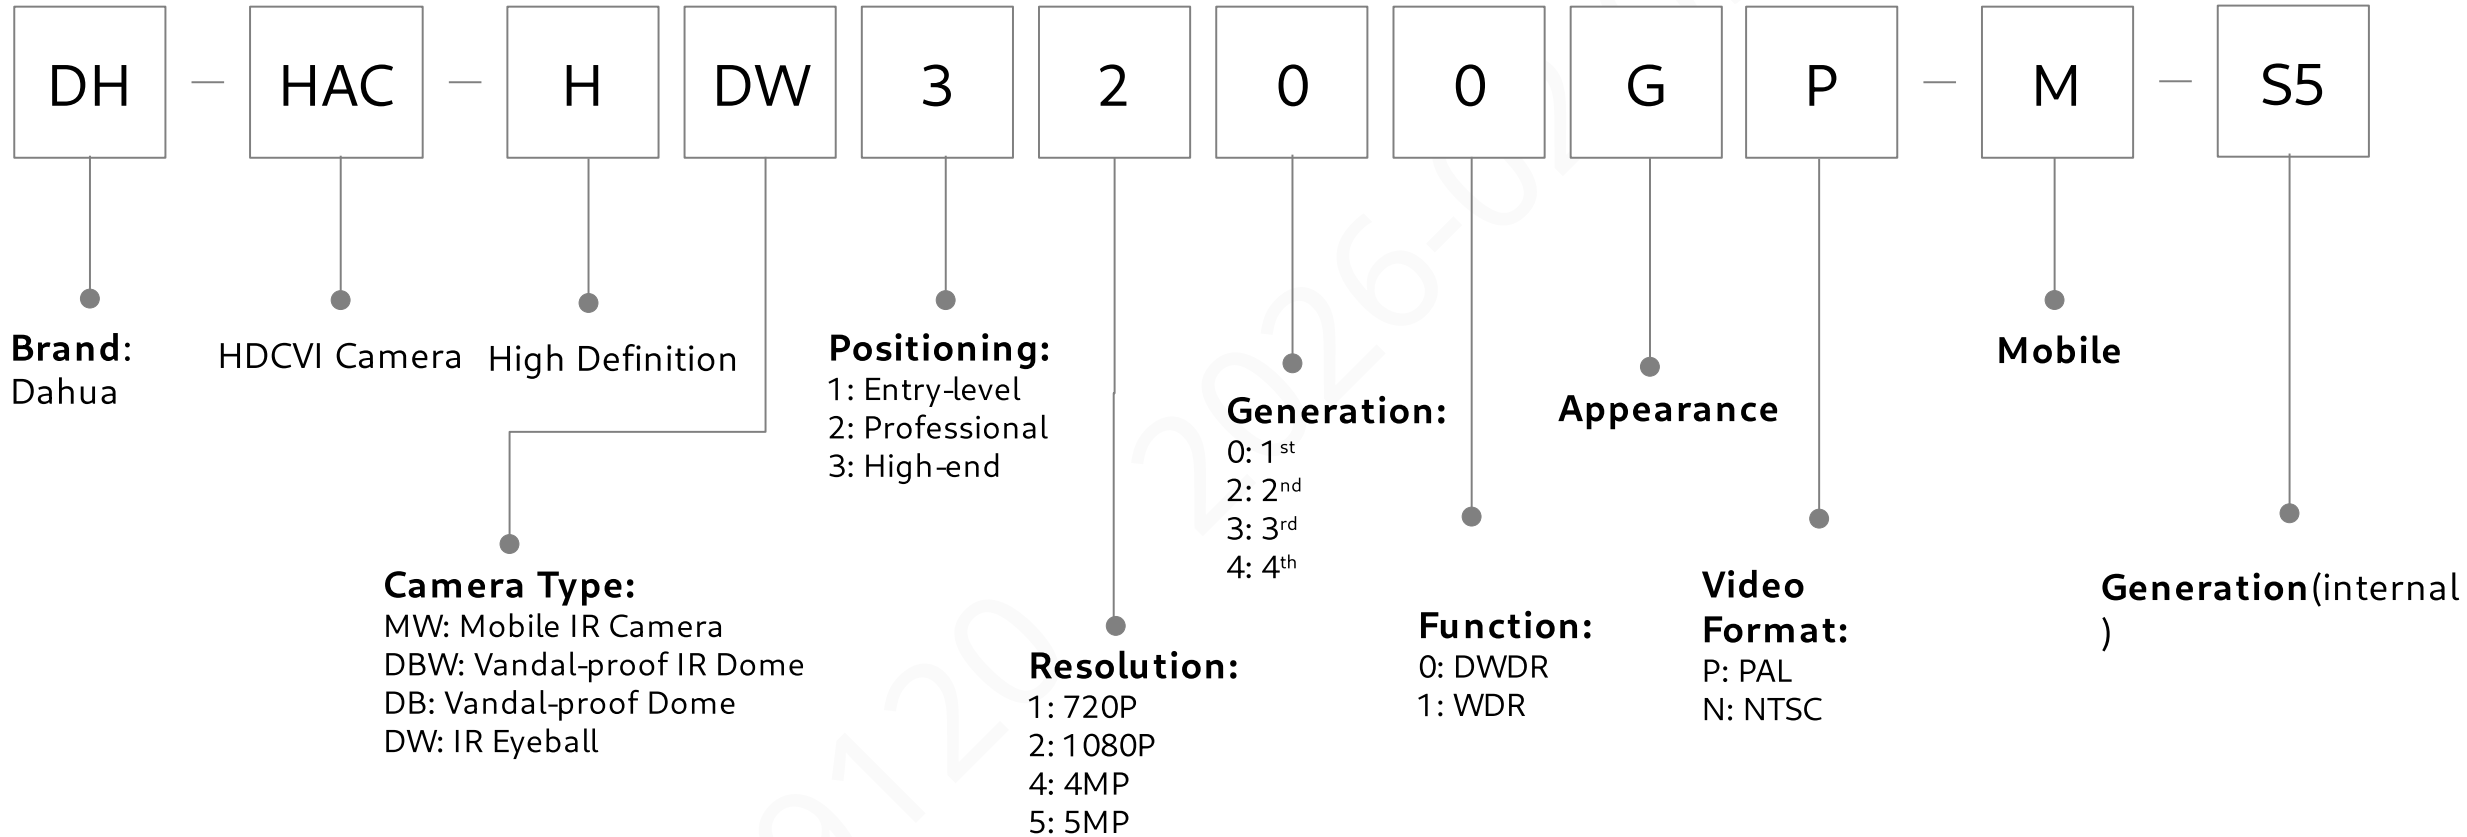 DH — HAC — H DW 3 2 0 0 G P — M — S5
Brand:
Dahua
HDCVI Camera
High Definition
Camera Type:
MW: Mobile IR Camera
DBW: Vandal-proof IR Dome
DB: Vandal-proof Dome
DW: IR Eyeball
Positioning:
1: Entry-level
2: Professional
3: High-end
Resolution:
1: 720P
2: 1080P
4: 4MP
5: 5MP
Generation:
0: 1st
2: 2nd
3: 3rd
4: 4th
Function:
0: DWDR
1: WDR
Appearance
Video
Format:
P: PAL
N: NTSC
Mobile
Generation(internal
)